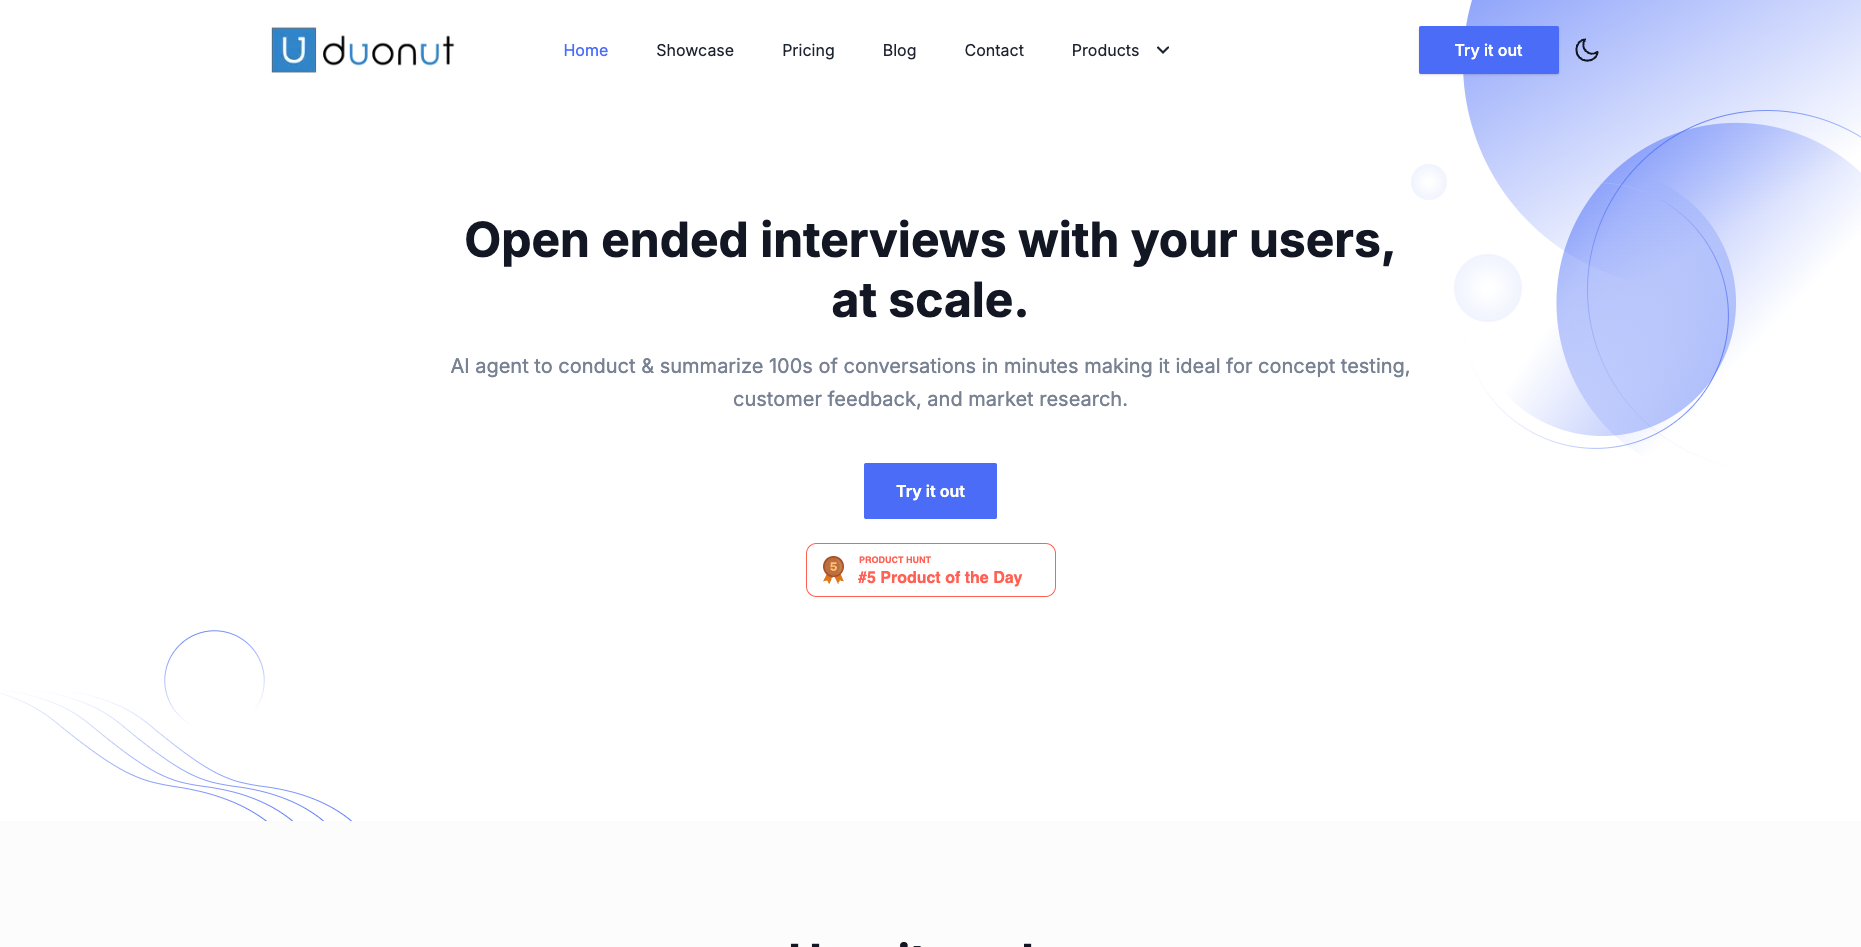 U duonut
Home
Showcase
Pricing
Blog
Contact
Products
Try it out
Open ended interviews with your users,
at scale.
AI agent to conduct & summarize 100s of conversations in minutes making it ideal for concept testing,
customer feedback, and market research.
Try it out
5
PRODUCT HUNT
#5 Product of the Day